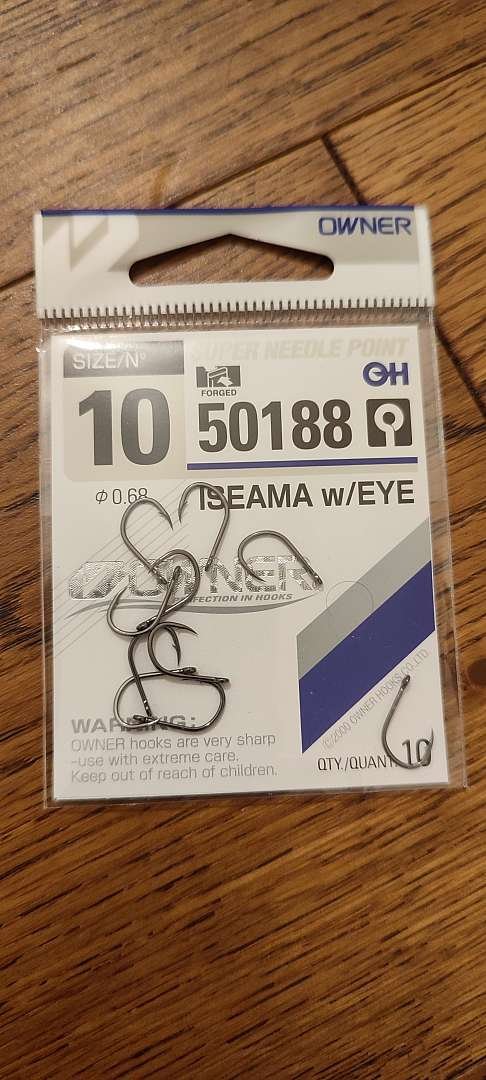 OWNER
SIZE/Nº
SUPER NEEDLE POINT
10
FORGED
50188
φ 0.68
ISEAMA w/EYE
OWNER
FECTION IN HOOKS
WARNING:
OWNER hooks are very sharp
-use with extreme care.
Keep out of reach of children.
©2000 OWNER HOOKS CO.,LTD.
QTY./QUANT 10